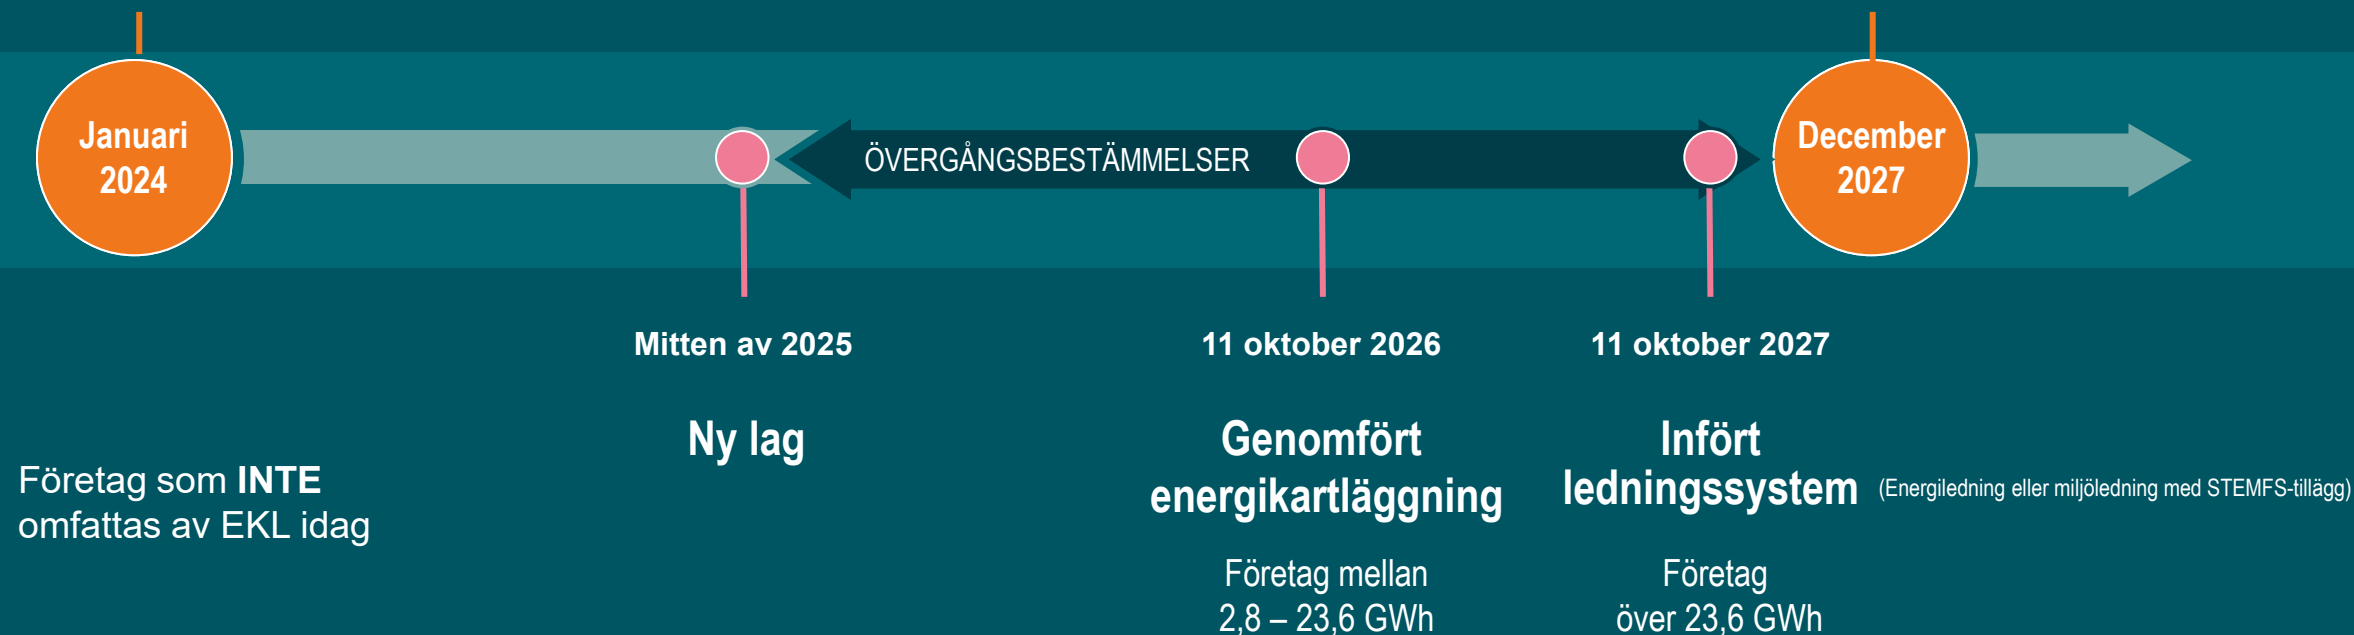 Januari
2024
ÖVERGÅNGSBESTÄMMELSER
December
2027
Mitten av 2025
11 oktober 2026
11 oktober 2027
Ny lag
Genomfört
energikartläggning
Infört
ledningssystem (Energiledning eller miljöledning med STEMFS-tillägg)
Företag som INTE
omfattas av EKL idag
Företag mellan
2,8 – 23,6 GWh
Företag
över 23,6 GWh